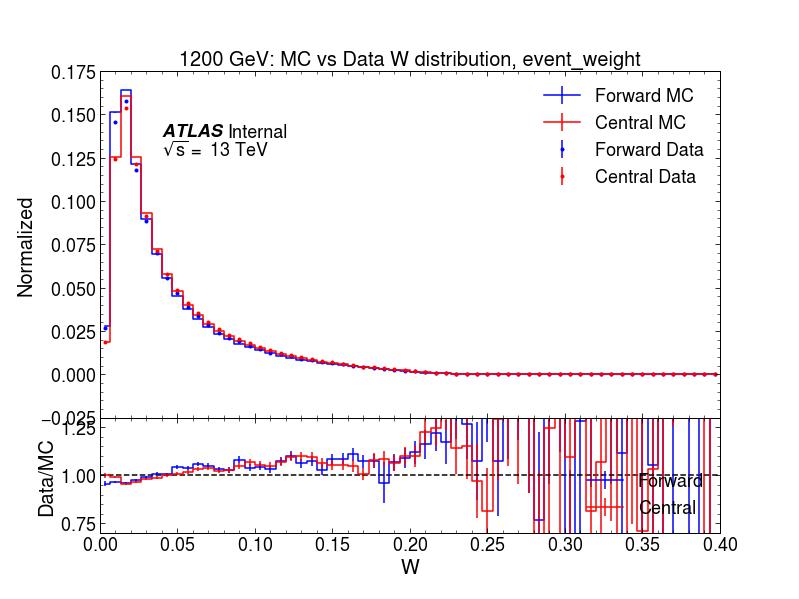 1200 GeV: MC vs Data W distribution, event_weight
0.175
0.150
0.125
0.100
0.075
0.050
0.025
0.000
−0.025
Normalized
ATLAS Internal
√s = 13 TeV
Forward MC
Central MC
Forward Data
Central Data
1.25
1.00
0.75
Data/MC
Forward
Central
0.00 0.05 0.10 0.15 0.20 0.25 0.30 0.35 0.40
W